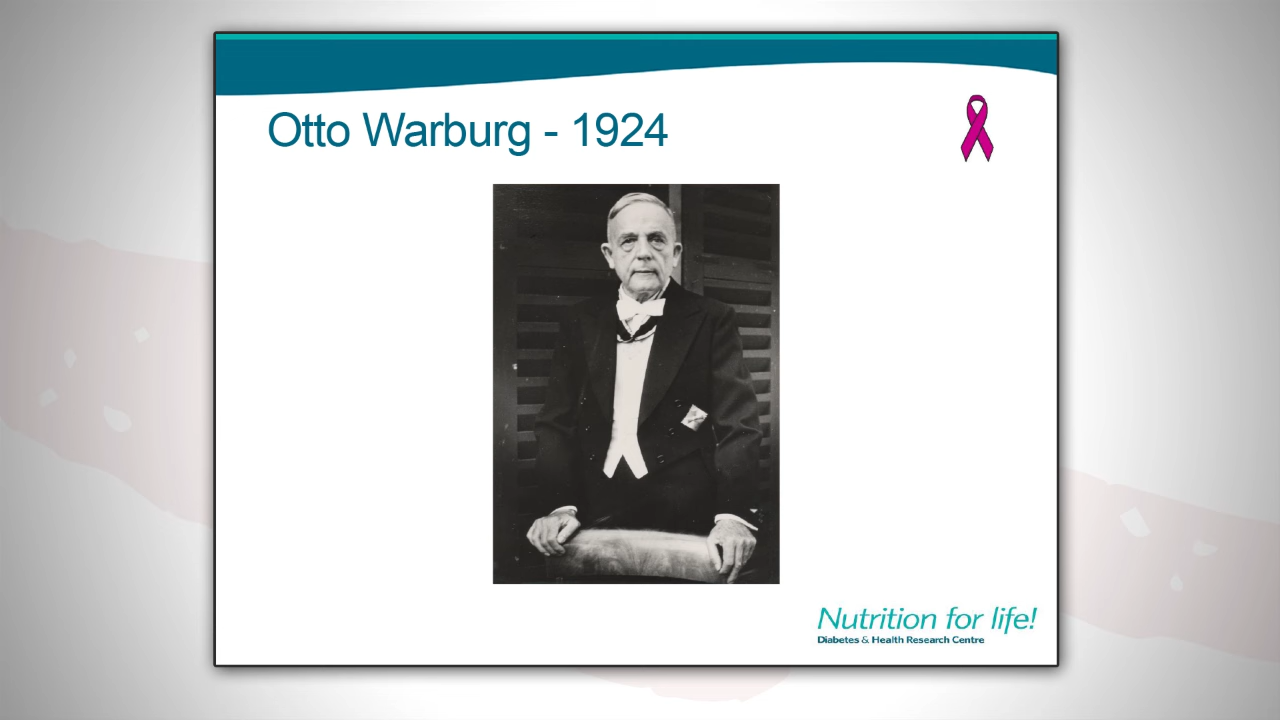 Otto Warburg - 1924
Nutrition for life!
Diabetes & Health Research Centre